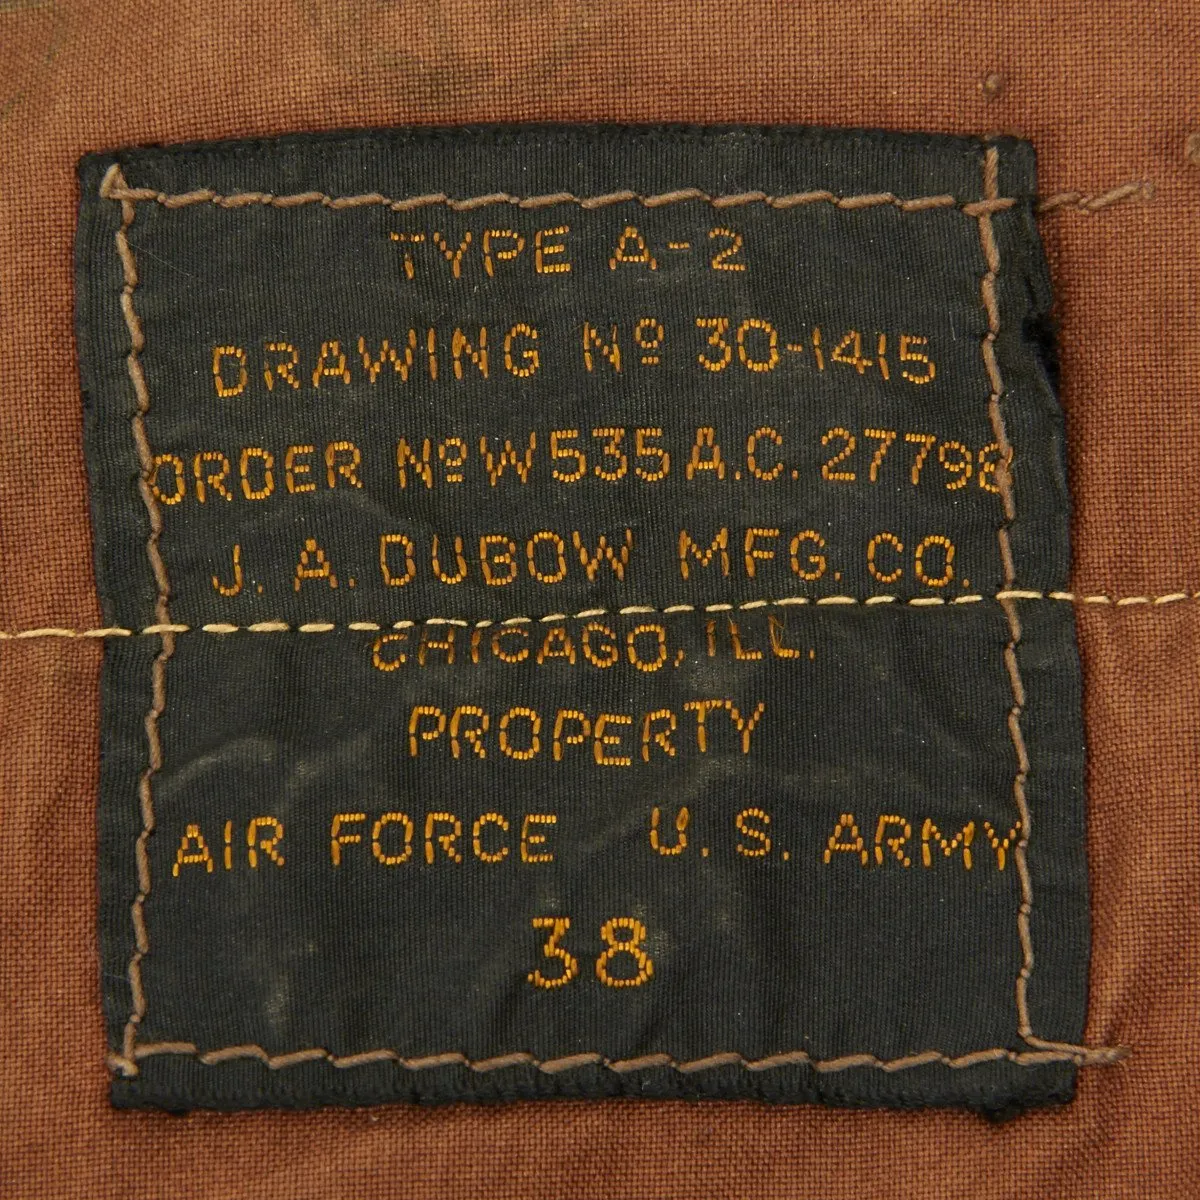 TYPE A-2
DRAWING Nº 30-1415
ORDER Nº W535 A.C. 27798
J. A. DUBOW MFG. CO.
CHICAGO, ILL.
PROPERTY
AIR FORCE U. S. ARMY
38